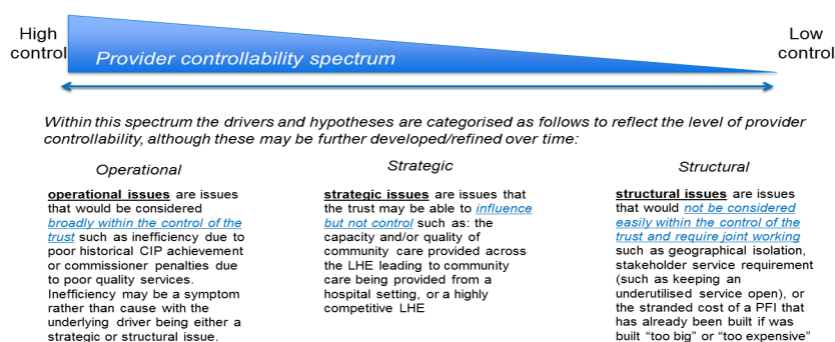 High
control
Low
control
Provider controllability spectrum
Within this spectrum the drivers and hypotheses are categorised as follows to reflect the level of provider
controllability, although these may be further developed/refined over time:
Operational
operational issues are issues
that would be considered
broadly within the control of the
trust such as inefficiency due to
poor historical CIP achievement
or commissioner penalties due
to poor quality services.
Inefficiency may be a symptom
rather than cause with the
underlying driver being either a
strategic or structural issue.
Strategic
strategic issues are issues that
the trust may be able to influence
but not control such as: the
capacity and/or quality of
community care provided across
the LHE leading to community
care being provided from a
hospital setting, or a highly
competitive LHE
Structural
structural issues are issues
that would not be considered
easily within the control of the
trust and require joint working
such as geographical isolation,
stakeholder service requirement
(such as keeping an
underutilised service open), or
the stranded cost of a PFI that
has already been built if was
built “too big” or “too expensive”